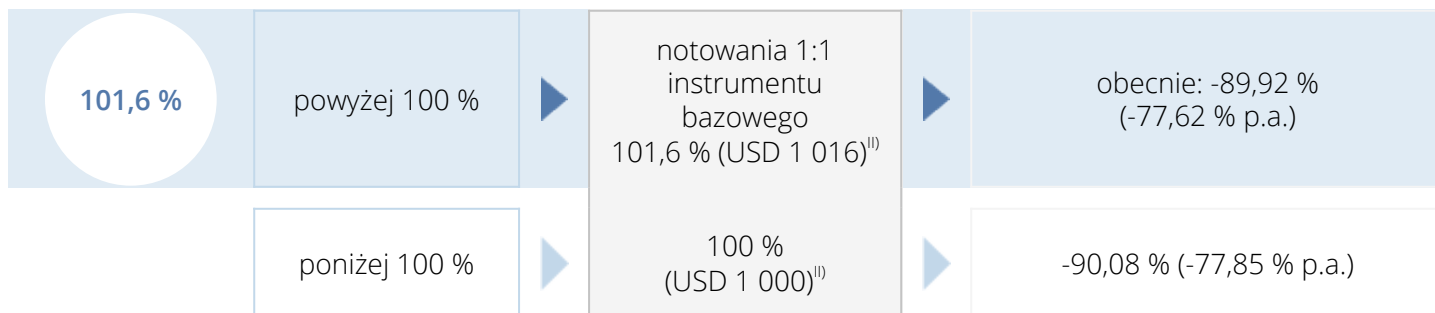 101,6 %
powyżej 100 %
notowania 1:1
instrumentu
bazowego
101,6 % (USD 1 016)II)
obecnie: -89,92 %
(-77,62 % p.a.)
poniżej 100 %
100 %
(USD 1 000)II)
-90,08 % (-77,85 % p.a.)